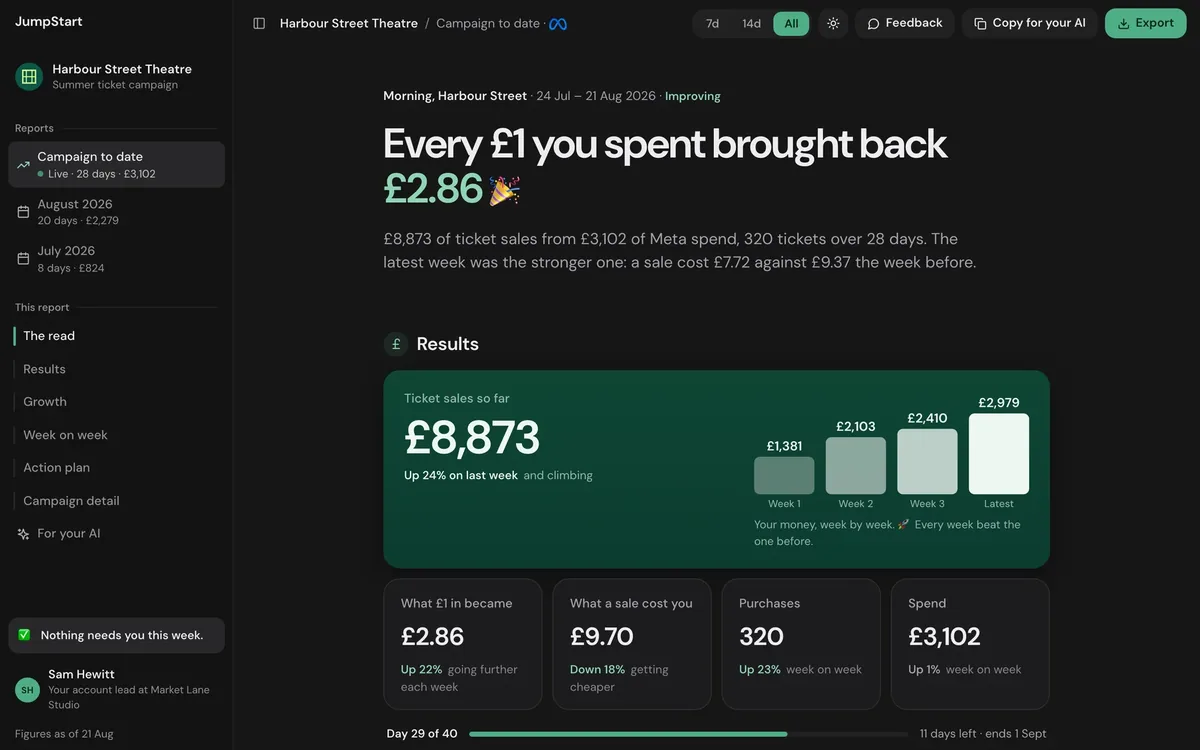 JumpStart
Harbour Street Theatre
Summer ticket campaign
Reports
Campaign to date
Live · 28 days · £3,102
August 2026
20 days · £2,279
July 2026
8 days · £824
This report
The read
Results
Growth
Week on week
Action plan
Campaign detail
For your AI
Nothing needs you this week.
SH
Sam Hewitt
Your account lead at Market Lane
Studio
Figures as of 21 Aug
Harbour Street Theatre / Campaign to date ·
7d 14d All
Feedback
Copy for your AI
Export
Morning, Harbour Street · 24 Jul – 21 Aug 2026 · Improving
Every £1 you spent brought back
£2.86
£8,873 of ticket sales from £3,102 of Meta spend, 320 tickets over 28 days. The
latest week was the stronger one: a sale cost £7.72 against £9.37 the week before.
£ Results
Ticket sales so far
£8,873
Up 24% on last week and climbing
£1,381
£2,103
£2,410
£2,979
Week 1
Week 2
Week 3
Latest
Your money, week by week. Every week beat the
one before.
What £1 in became
£2.86
Up 22% going further
each week
What a sale cost you
£9.70
Down 18% getting
cheaper
Purchases
320
Up 23% week on week
Spend
£3,102
Up 1% week on week
Day 29 of 40
11 days left · ends 1 Sept